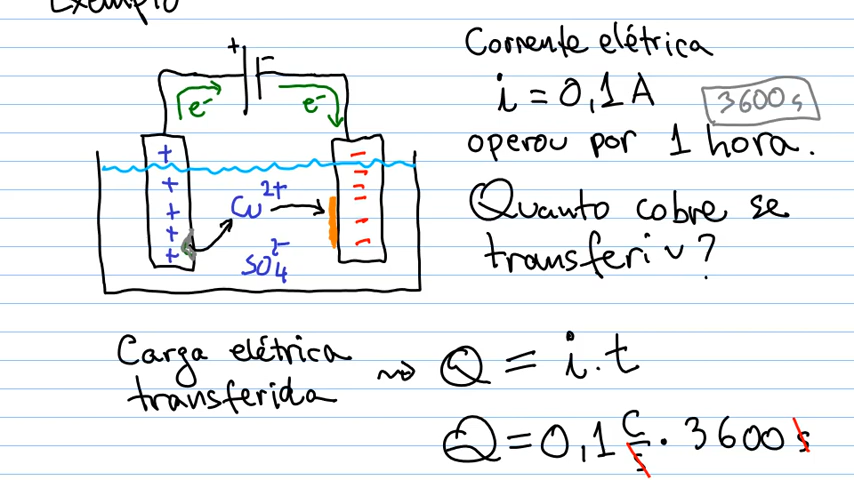 Exemplo
Corrente elétrica
i = 0,1 A
3600 s
operou por 1 hora.
Quanto cobre se
transferiu?
+
e⁻
e⁻
+
+
+
+
+
Cu²⁺
SO₄²⁻
Carga elétrica
transferida
Q = i.t
Q = 0,1 C/s · 3600 s